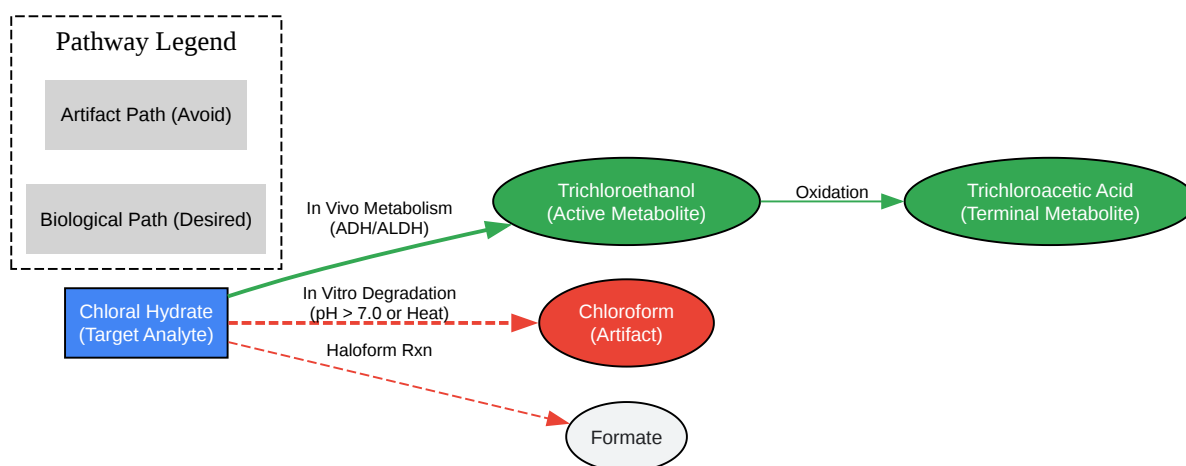 Pathway Legend
Artifact Path (Avoid)
Biological Path (Desired)
Chloral Hydrate
(Target Analyte)
In Vivo Metabolism
(ADH/ALDH)
Trichloroethanol
(Active Metabolite)
Oxidation
Trichloroacetic Acid
(Terminal Metabolite)
In Vitro Degradation
(pH > 7.0 or Heat)
Chloroform
(Artifact)
Haloform Rxn
Formate